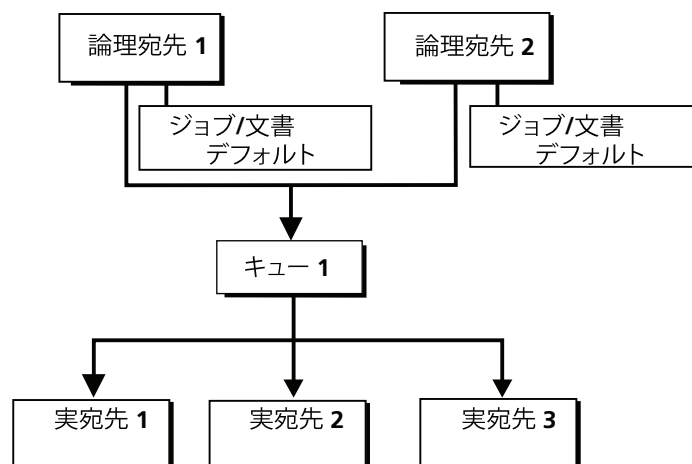 論理宛先 1
論理宛先 2
ジョブ/文書
デフォルト
ジョブ/文書
デフォルト
キュー 1
実宛先 1
実宛先 2
実宛先 3